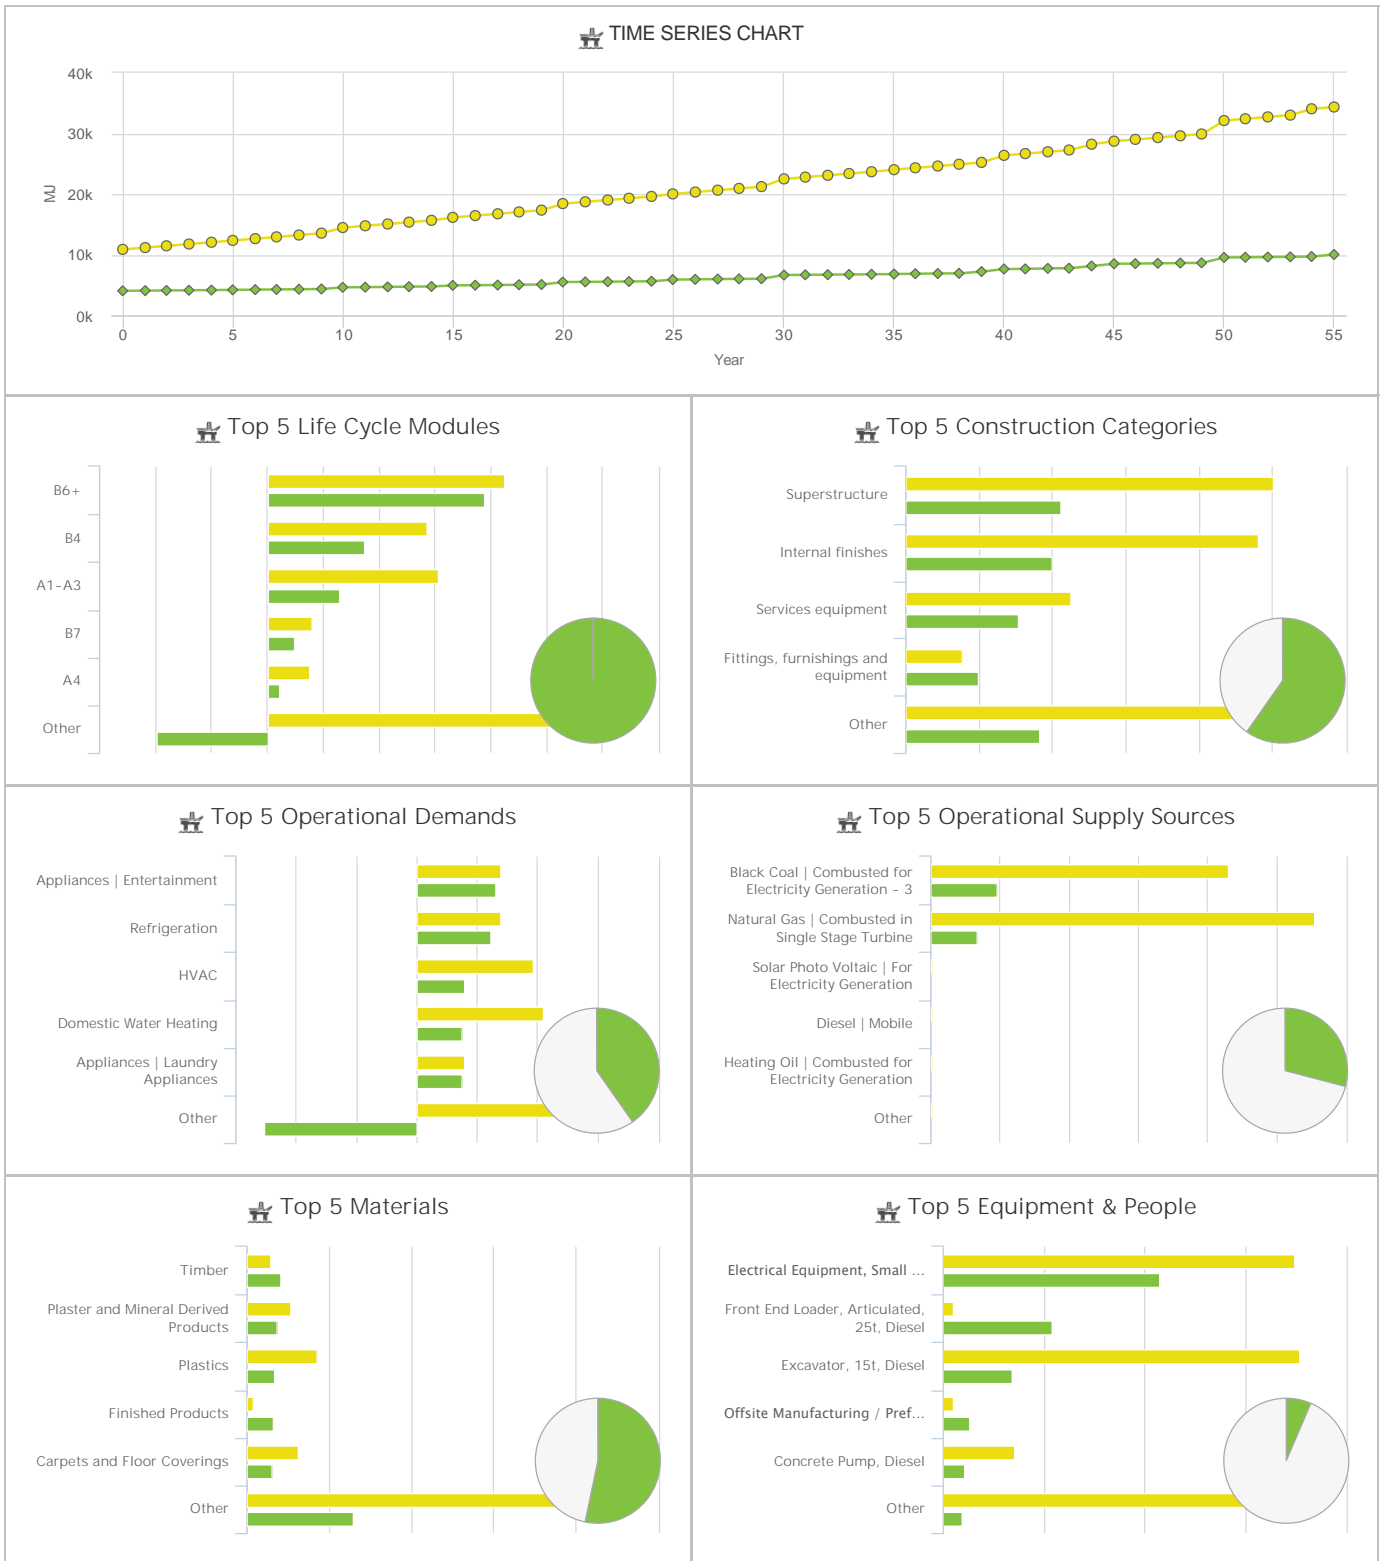 TIME SERIES CHART
40k
30k
20k
10k
0k
MJ
0 5 10 15 20 25 30 35 40 45 50 55
Year
Top 5 Life Cycle Modules
B6+
B4
A1-A3
B7
A4
Other
Top 5 Construction Categories
Superstructure
Internal finishes
Services equipment
Fittings, furnishings and
equipment
Other
Top 5 Operational Demands
Appliances | Entertainment
Refrigeration
HVAC
Domestic Water Heating
Appliances | Laundry
Appliances
Other
Top 5 Operational Supply Sources
Black Coal | Combusted for
Electricity Generation - 3
Natural Gas | Combusted in
Single Stage Turbine
Solar Photo Voltaic | For
Electricity Generation
Diesel | Mobile
Heating Oil | Combusted for
Electricity Generation
Other
Top 5 Materials
Timber
Plaster and Mineral Derived
Products
Plastics
Finished Products
Carpets and Floor Coverings
Other
Top 5 Equipment & People
Electrical Equipment, Small ...
Front End Loader, Articulated,
25t, Diesel
Excavator, 15t, Diesel
Offsite Manufacturing / Pref...
Concrete Pump, Diesel
Other